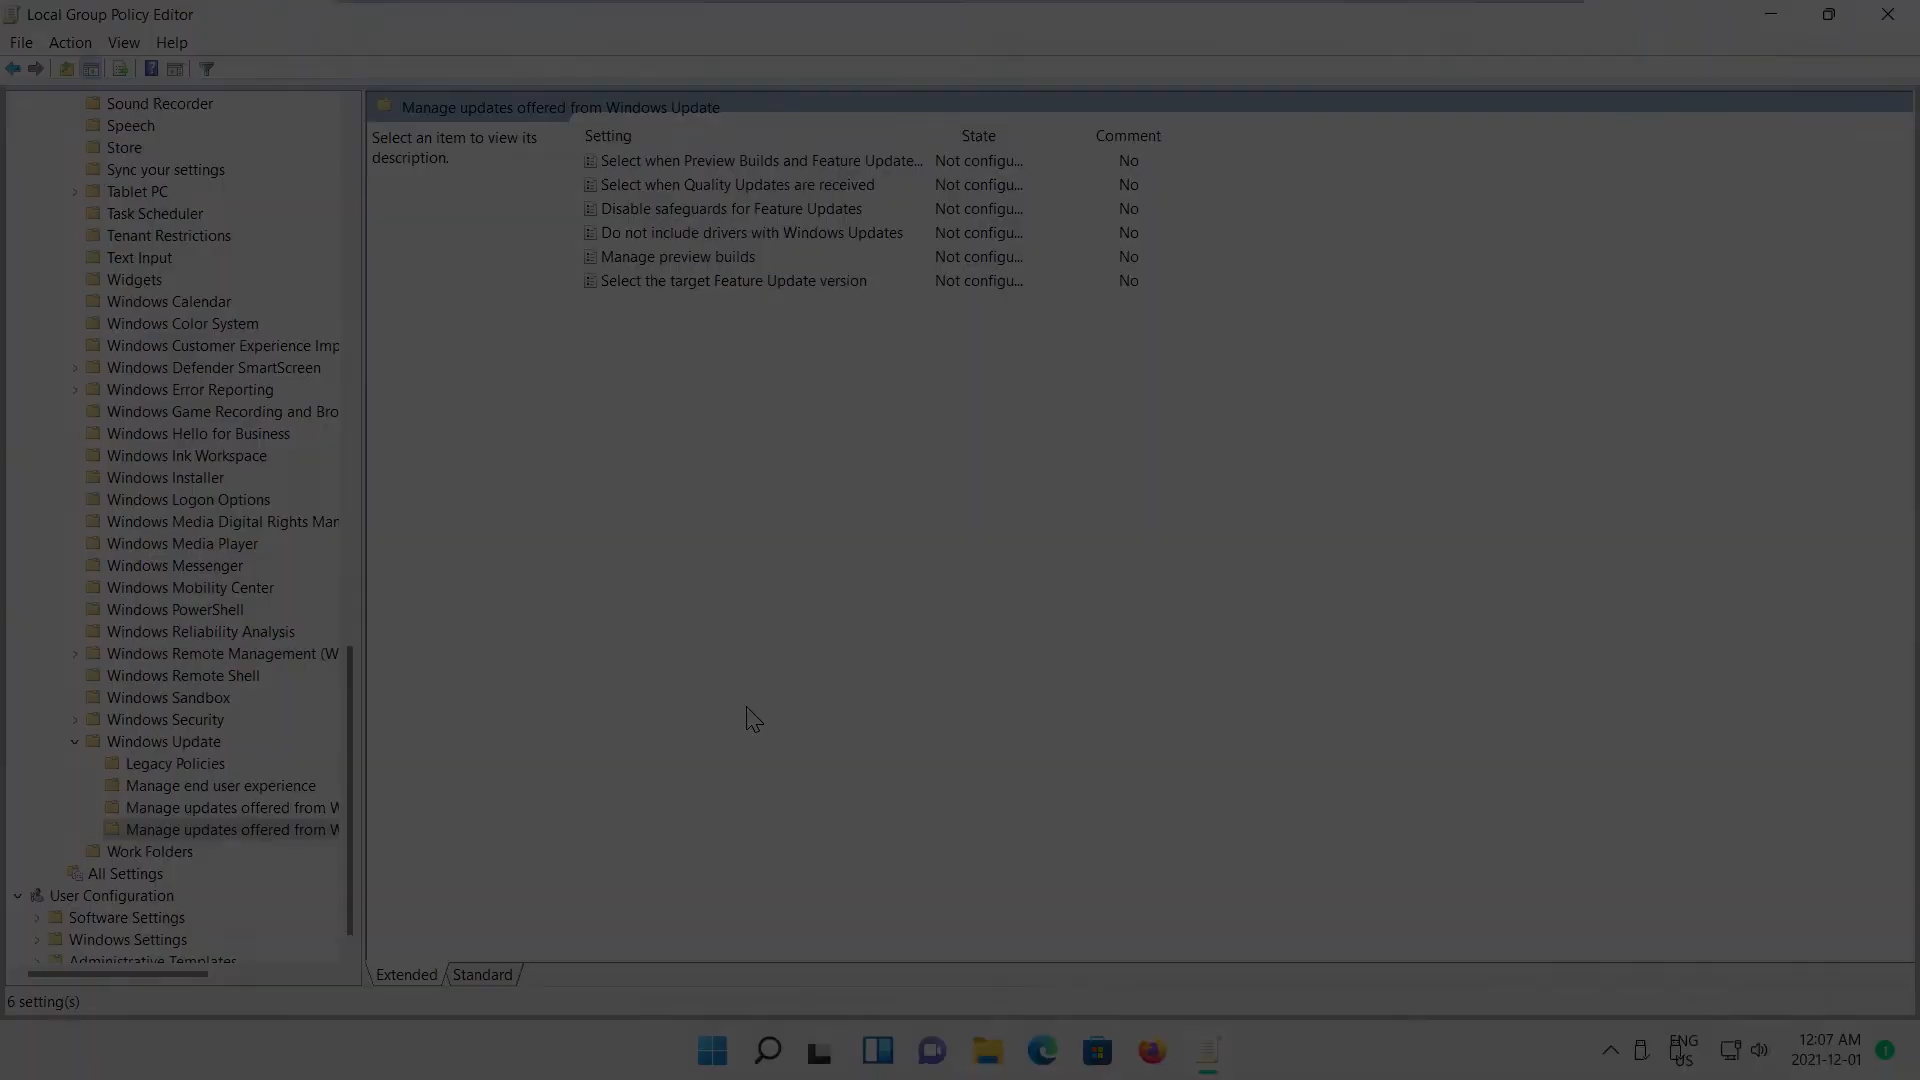 Local Group Policy Editor
File Action View Help
Sound Recorder
Speech
Store
Sync your settings
Tablet PC
Task Scheduler
Tenant Restrictions
Text Input
Widgets
Windows Calendar
Windows Color System
Windows Customer Experience Imp
Windows Defender SmartScreen
Windows Error Reporting
Windows Game Recording and Bro
Windows Hello for Business
Windows Ink Workspace
Windows Installer
Windows Logon Options
Windows Media Digital Rights Mar
Windows Media Player
Windows Messenger
Windows Mobility Center
Windows PowerShell
Windows Reliability Analysis
Windows Remote Management (W
Windows Remote Shell
Windows Sandbox
Windows Security
Windows Update
Legacy Policies
Manage end user experience
Manage updates offered from W
Manage updates offered from W
Work Folders
All Settings
User Configuration
Software Settings
Windows Settings
Administrative Templates
Manage updates offered from Windows Update
Select an item to view its
description.
Setting State Comment
Select when Preview Builds and Feature Update... Not configu... No
Select when Quality Updates are received Not configu... No
Disable safeguards for Feature Updates Not configu... No
Do not include drivers with Windows Updates Not configu... No
Manage preview builds Not configu... No
Select the target Feature Update version Not configu... No
Extended Standard
6 setting(s)
ENG
US
12:07 AM
2021-12-01
1